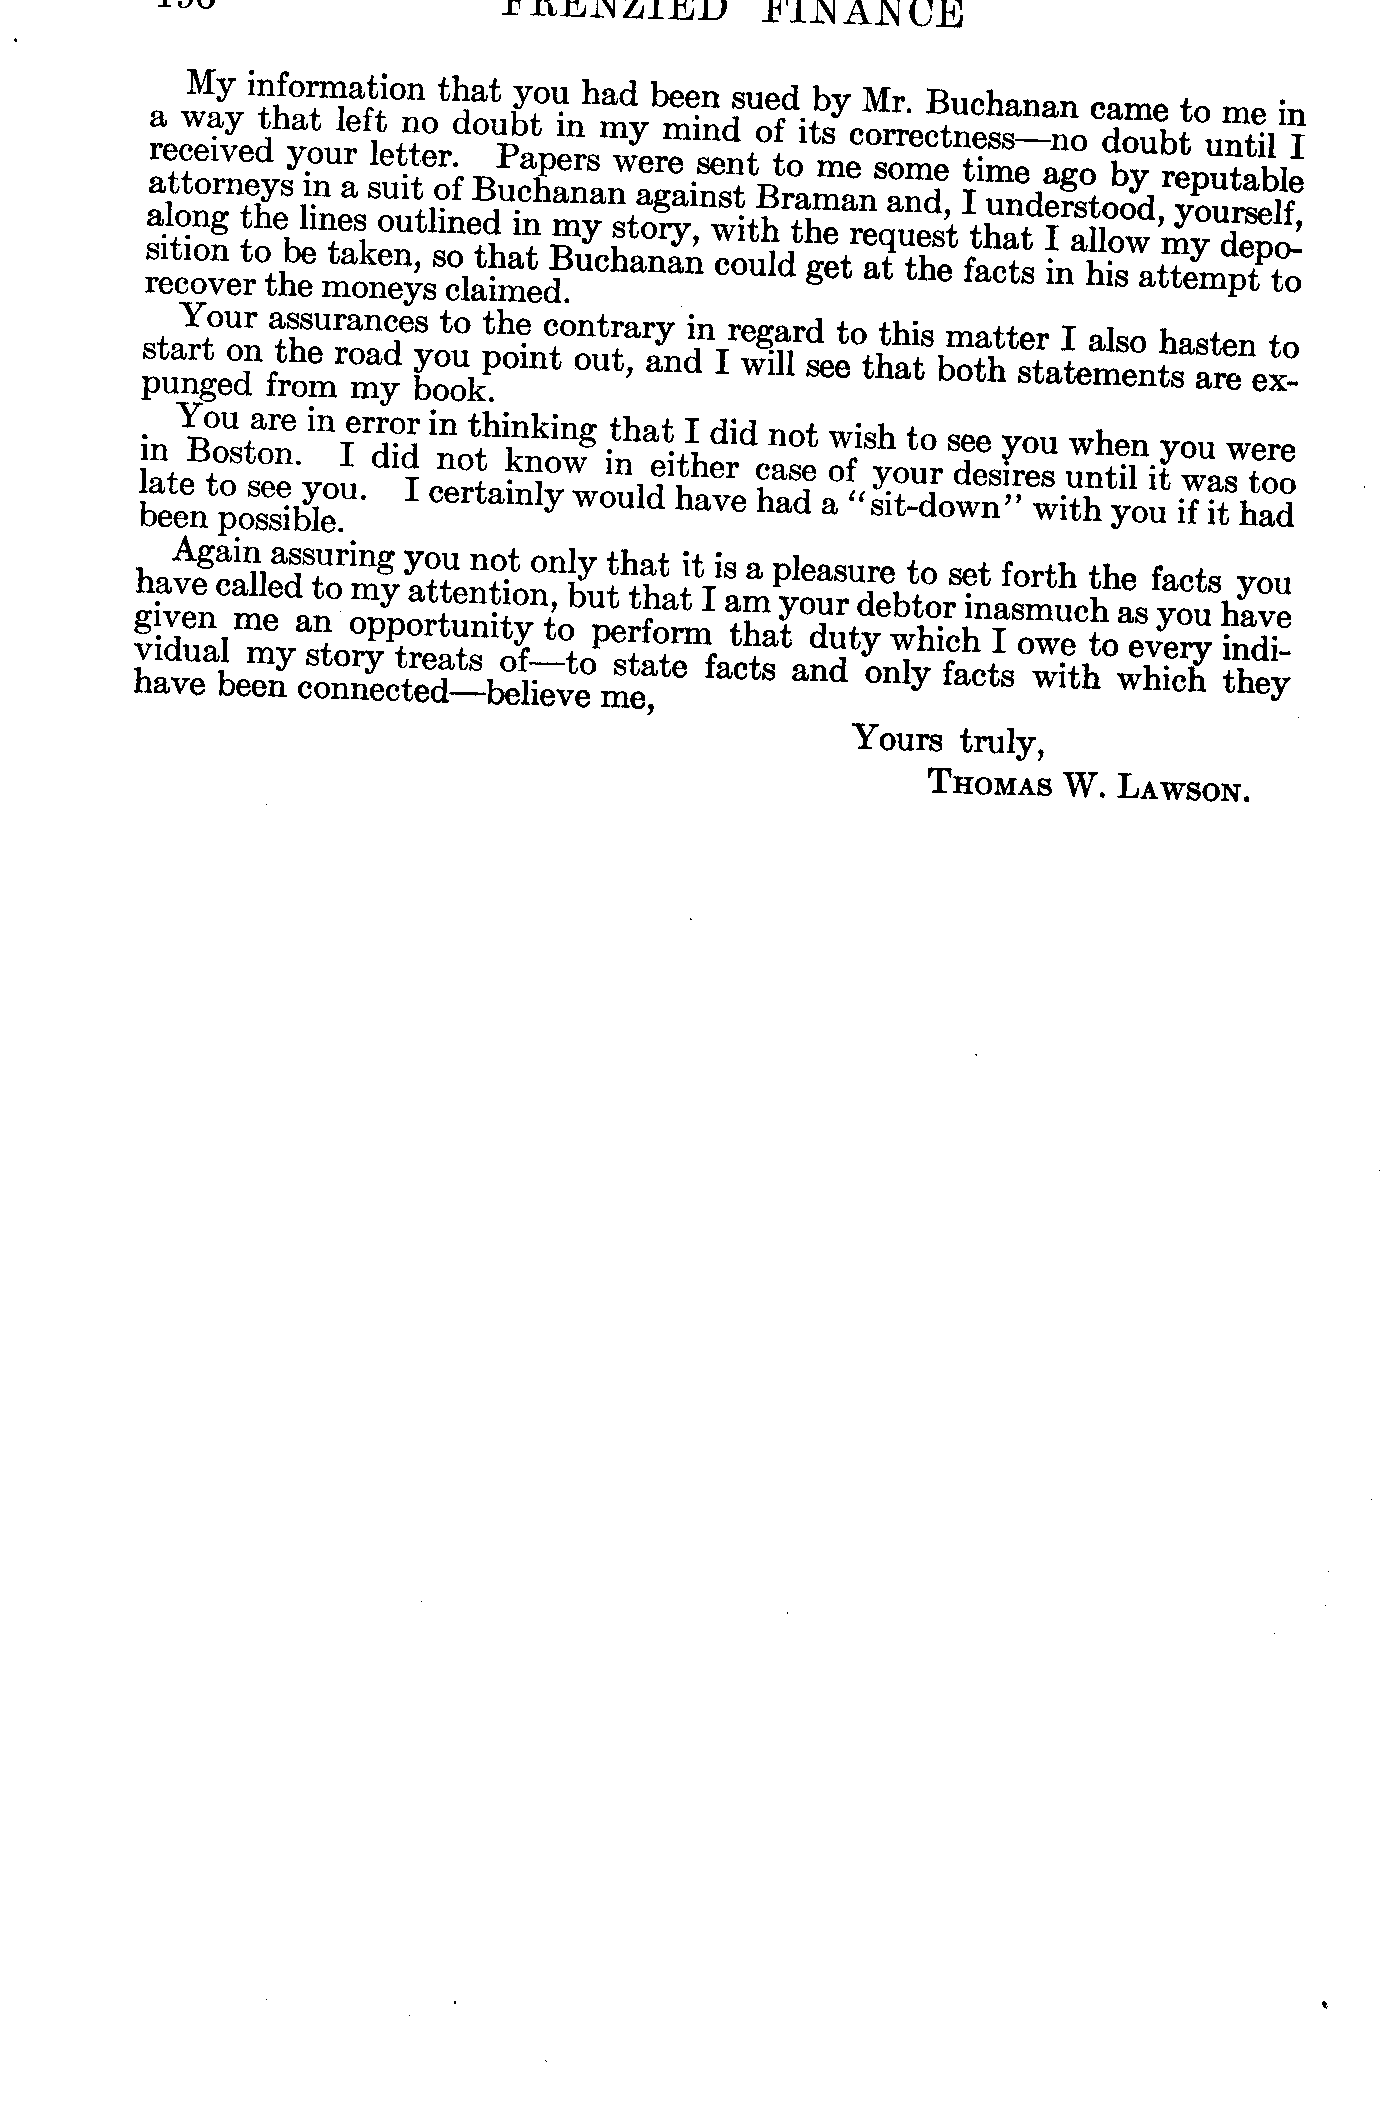 FRENZIED FINANCE
My information that you had been sued by Mr. Buchanan came to me in
a way that left no doubt in my mind of its correctness—no doubt until I
received your letter. Papers were sent to me some time ago by reputable
attorneys in a suit of Buchanan against Braman and, I understood, yourself,
along the lines outlined in my story, with the request that I allow my depo-
sition to be taken, so that Buchanan could get at the facts in his attempt to
recover the moneys claimed.
Your assurances to the contrary in regard to this matter I also hasten to
start on the road you point out, and I will see that both statements are ex-
punged from my book.
You are in error in thinking that I did not wish to see you when you were
in Boston. I did not know in either case of your desires until it was too
late to see you. I certainly would have had a "sit-down" with you if it had
been possible.
Again assuring you not only that it is a pleasure to set forth the facts you
have called to my attention, but that I am your debtor inasmuch as you have
given me an opportunity to perform that duty which I owe to every indi-
vidual my story treats of—to state facts and only facts with which they
have been connected—believe me,
Yours truly,
THOMAS W. LAWSON.